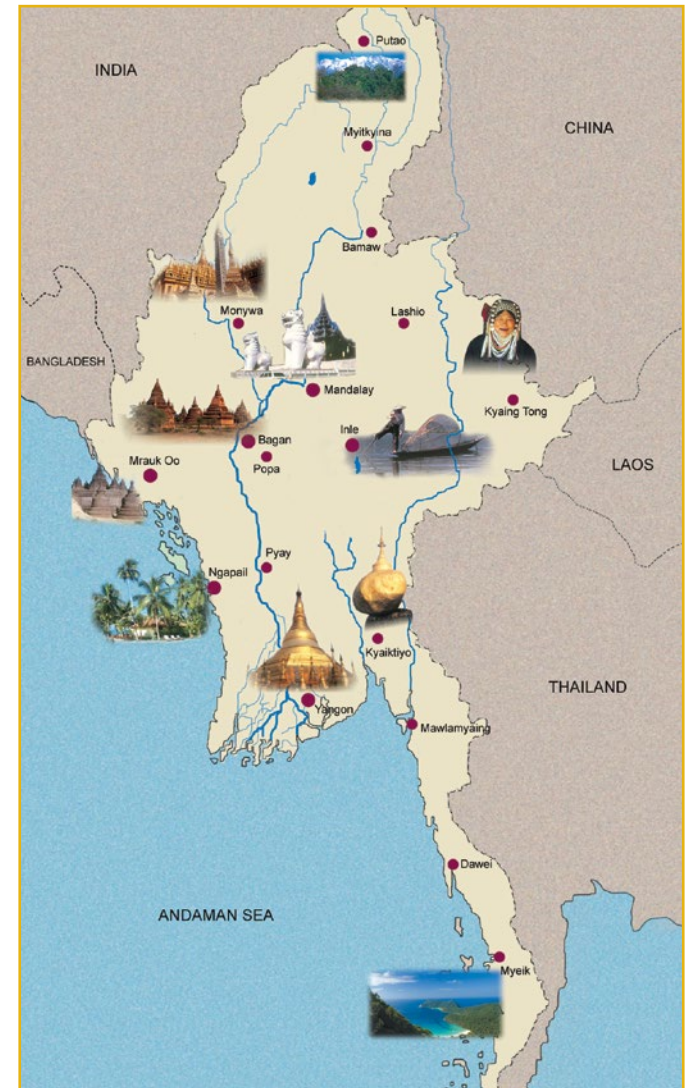 Putao
INDIA
CHINA
Myitkyina
Bamaw
Monywa
Lashio
BANGLADESH
Mandalay
Kyaing Tong
Inle
Bagan
Popa
Mrauk Oo
LAOS
Pyay
Ngapail
Kyaiktiyo
THAILAND
Yangon
Mawlamyaing
Dawei
ANDAMAN SEA
Myeik